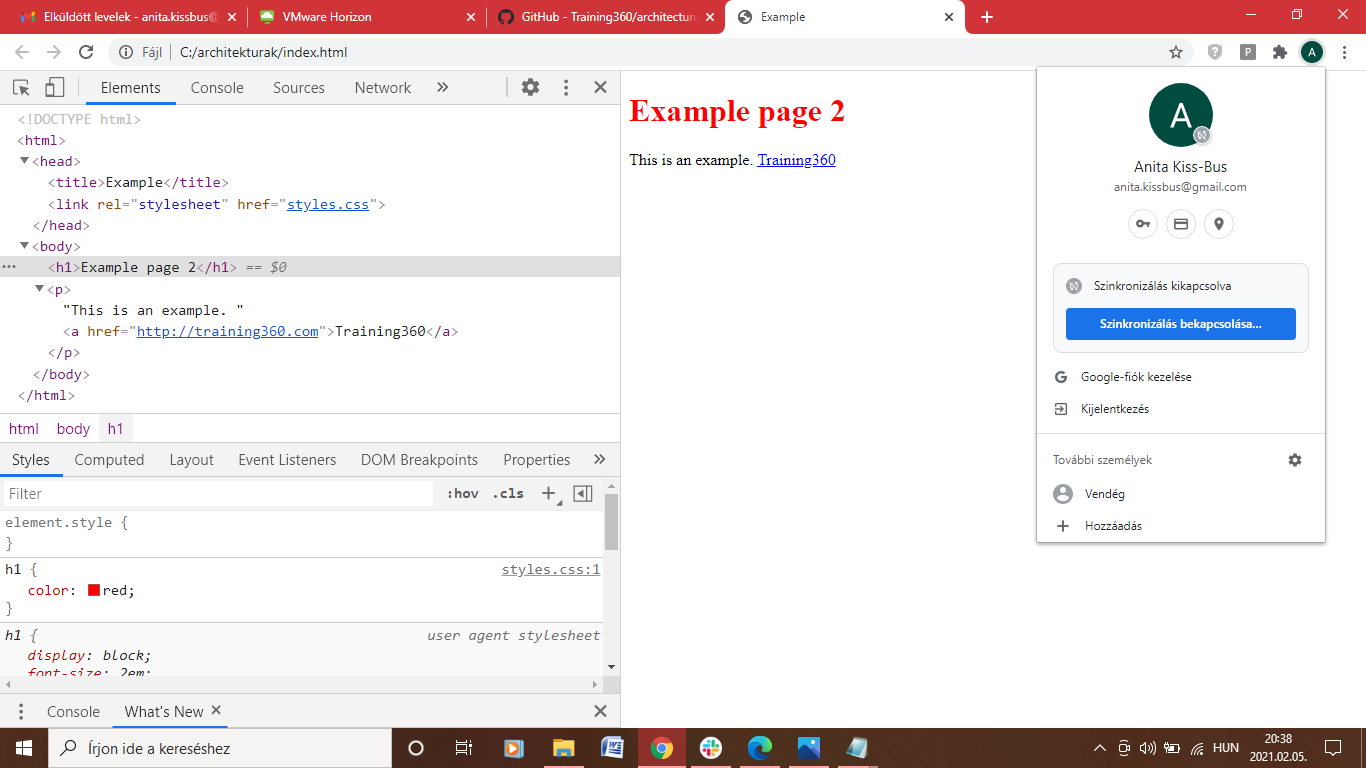 Elküldött levelek - anita.kissbus@
VMware Horizon
GitHub - Training360/architecture
Example
Fájl
C:/architekturak/index.html
P
A
Elements
Console
Sources
Network
<!DOCTYPE html>
<html>
<head>
<title>Example</title>
<link rel="stylesheet" href="styles.css">
</head>
<body>
<h1>Example page 2</h1> == $0
<p>
"This is an example. "
<a href="http://training360.com">Training360</a>
</p>
</body>
</html>
html body h1
Styles
Computed
Layout
Event Listeners
DOM Breakpoints
Properties
Filter
:hov .cls
element.style {
}
h1 {
styles.css:1
color: red;
}
h1 {
user agent stylesheet
display: block;
font-size: 2em;
Console
What's New
Example page 2
This is an example. Training360
A
Anita Kiss-Bus
anita.kissbus@gmail.com
Szinkronizálás kikapcsolva
Szinkronizálás bekapcsolása...
G
Google-fiók kezelése
Kijelentkezés
További személyek
Vendég
Hozzáadás
Írjon ide a kereséshez
HUN
20:38
2021.02.05.